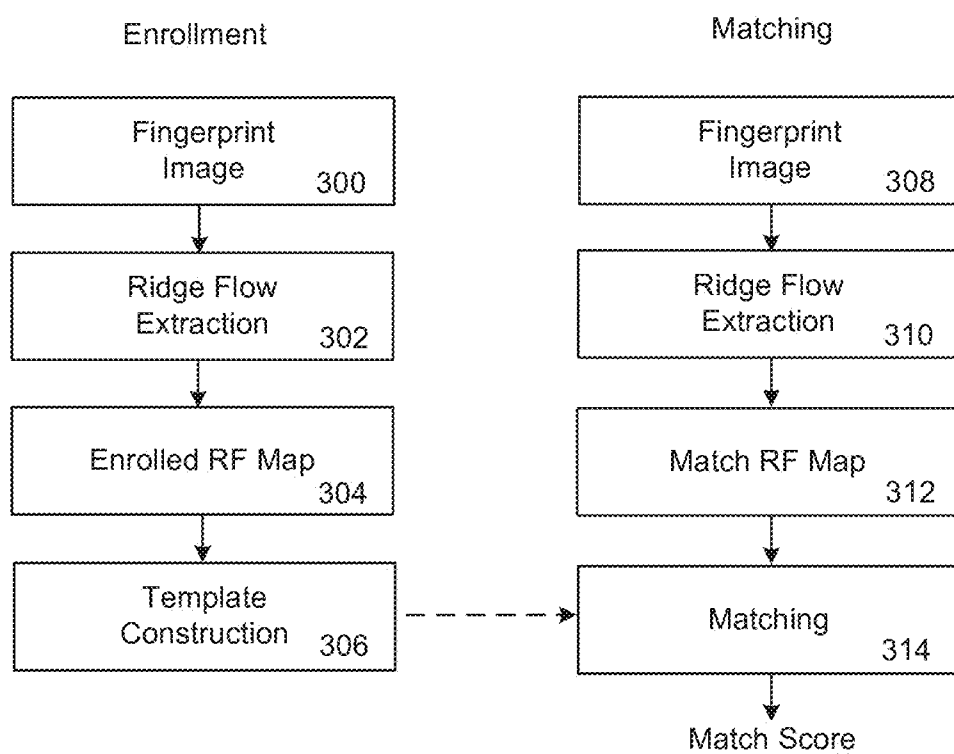 Enrollment
Fingerprint
Image
300
Ridge Flow
Extraction
302
Enrolled RF Map
304
Template
Construction
306
Matching
Fingerprint
Image
308
Ridge Flow
Extraction
310
Match RF Map
312
Matching
314
Match Score